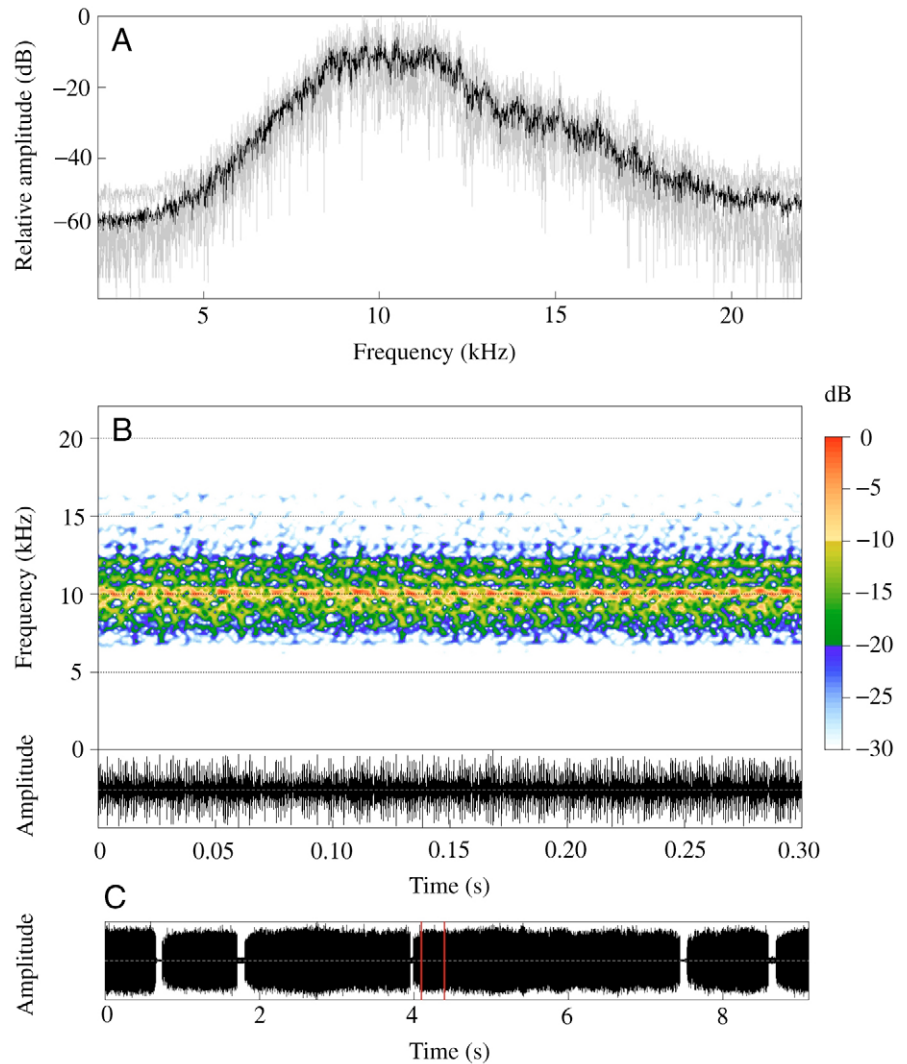 A
Relative amplitude (dB)
0
−20
−40
−60
5 10 15 20
Frequency (kHz)
B
Frequency (kHz)
20
15
10
5
0
dB
0
−5
−10
−15
−20
−25
−30
Amplitude
0 0.05 0.10 0.15 0.20 0.25 0.30
Time (s)
C
Amplitude
0 2 4 6 8
Time (s)